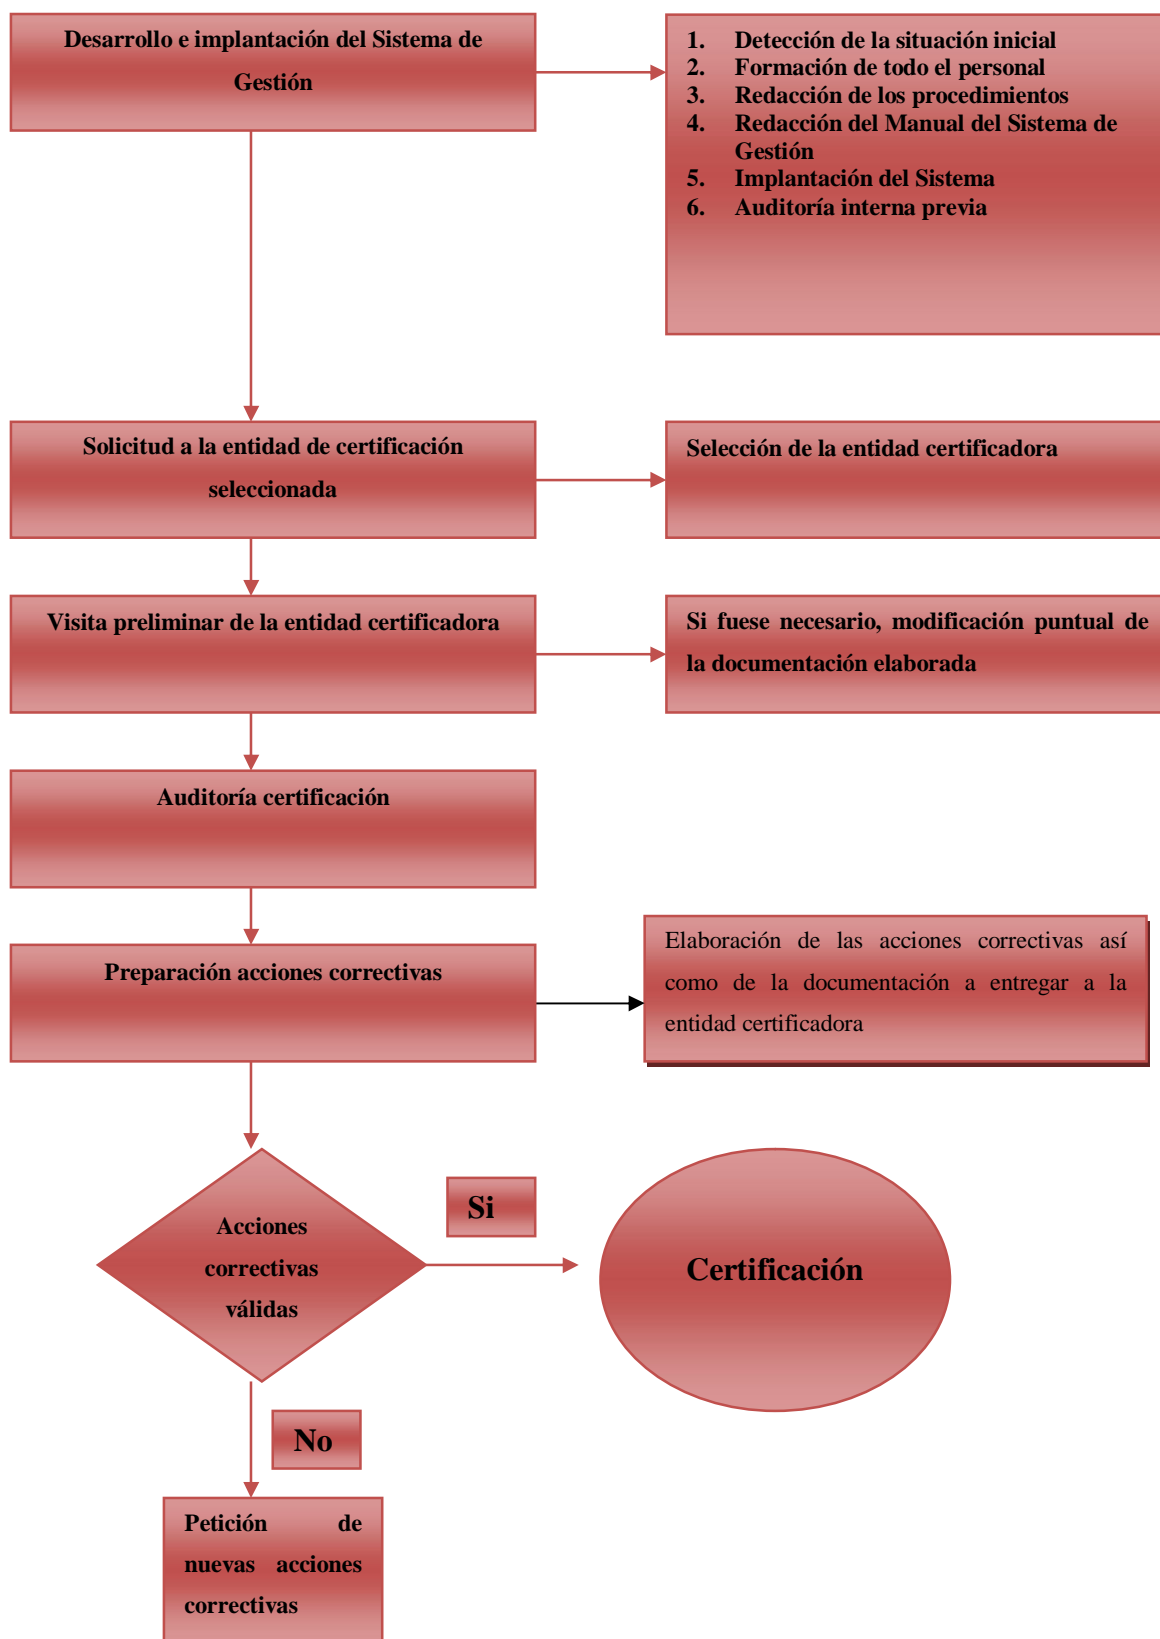 Desarrollo e implantación del Sistema de
Gestión
1. Detección de la situación inicial
2. Formación de todo el personal
3. Redacción de los procedimientos
4. Redacción del Manual del Sistema de
Gestión
5. Implantación del Sistema
6. Auditoría interna previa
Solicitud a la entidad de certificación
seleccionada
Selección de la entidad certificadora
Visita preliminar de la entidad certificadora
Si fuese necesario, modificación puntual de
la documentación elaborada
Auditoría certificación
Preparación acciones correctivas
Elaboración de las acciones correctivas así
como de la documentación a entregar a la
entidad certificadora
Acciones
correctivas
válidas
Si
Certificación
No
Petición de
nuevas acciones
correctivas